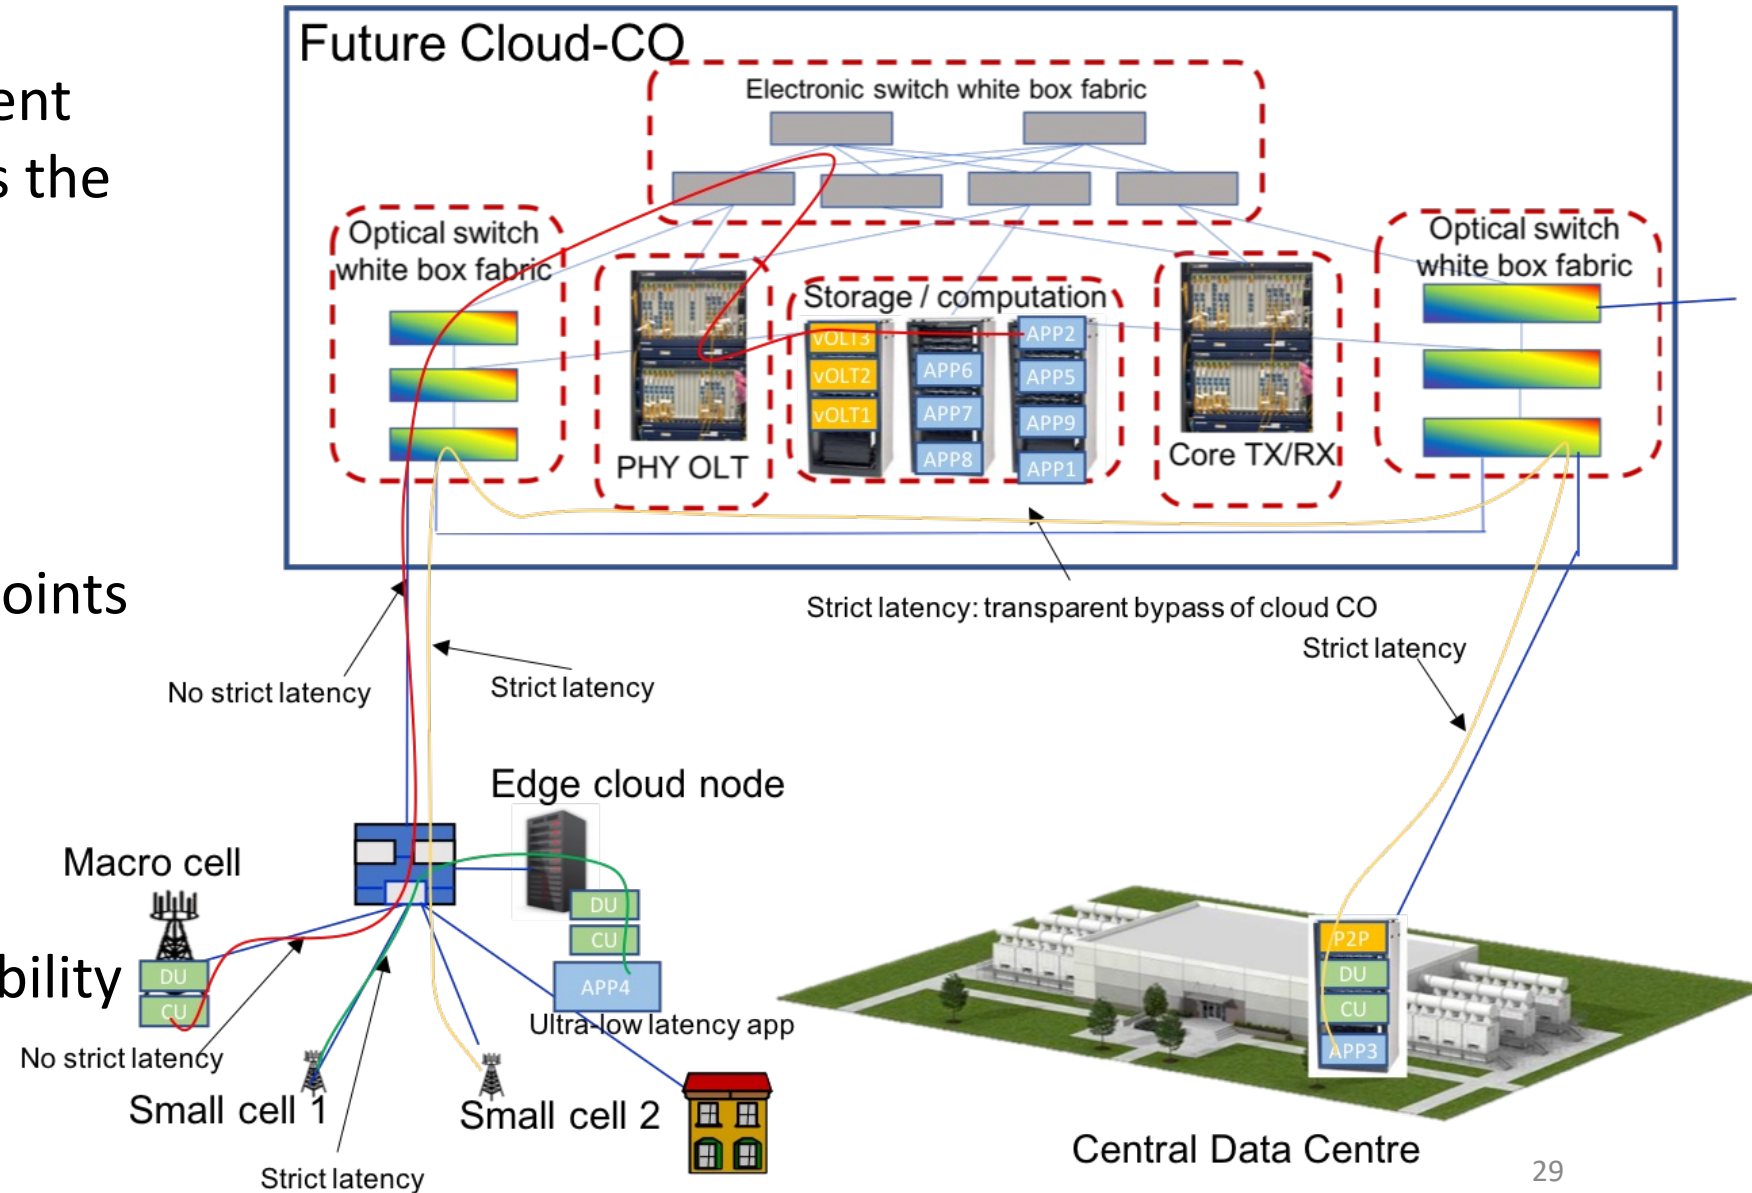 ent
s the
oints
bility
Future Cloud-CO
Electronic switch white box fabric
Optical switch
white box fabric
PHY OLT
Storage / computation
vOLT3
vOLT2
vOLT1
APP6
APP7
APP8
APP2
APP5
APP9
APP1
Core TX/RX
Optical switch
white box fabric
Strict latency: transparent bypass of cloud CO
Strict latency
No strict latency
Strict latency
Edge cloud node
Macro cell
DU
CU
DU
CU
APP4
Ultra-low latency app
No strict latency
Small cell 1
Small cell 2
Strict latency
P2P
DU
CU
APP3
Central Data Centre
29